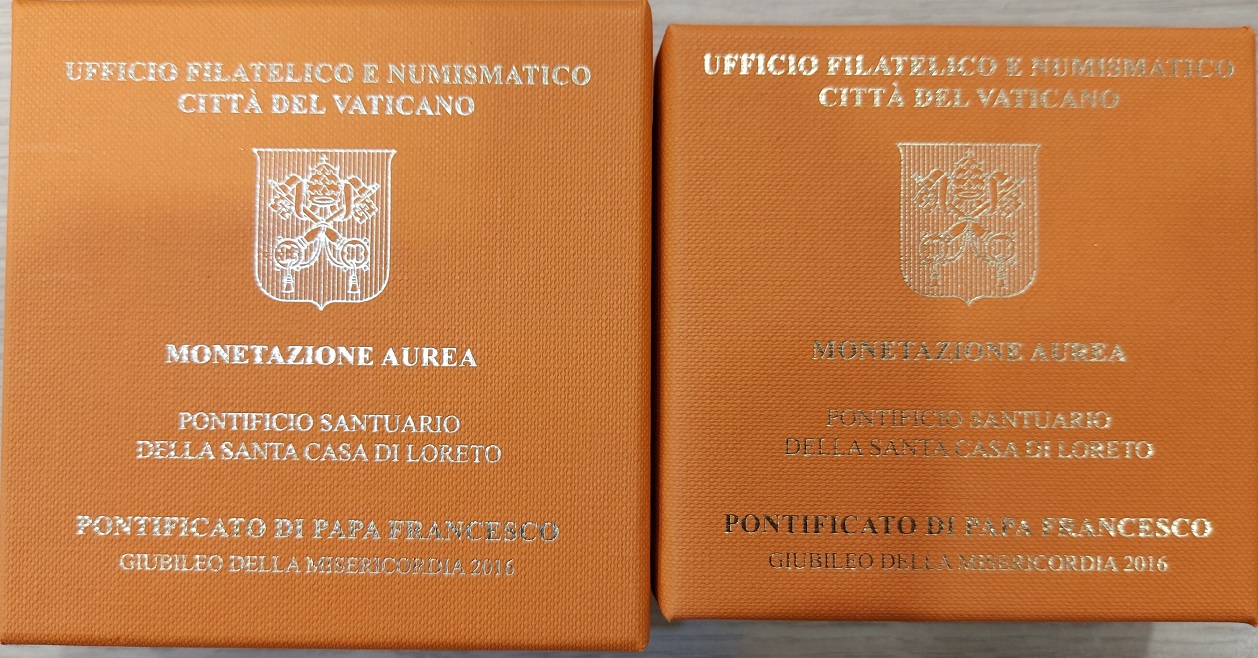 UFFICIO FILATELICO E NUMISMATICO
CITTÀ DEL VATICANO
MONETAZIONE AUREA
PONTIFICIO SANTUARIO
DELLA SANTA CASA DI LORETO
PONTIFICATO DI PAPA FRANCESCO
GIUBILEO DELLA MISERICORDIA 2016
UFFICIO FILATELICO E NUMISMATICO
CITTÀ DEL VATICANO
MONETAZIONE AUREA
PONTIFICIO SANTUARIO
DELLA SANTA CASA DI LORETO
PONTIFICATO DI PAPA FRANCESCO
GIUBILEO DELLA MISERICORDIA 2016